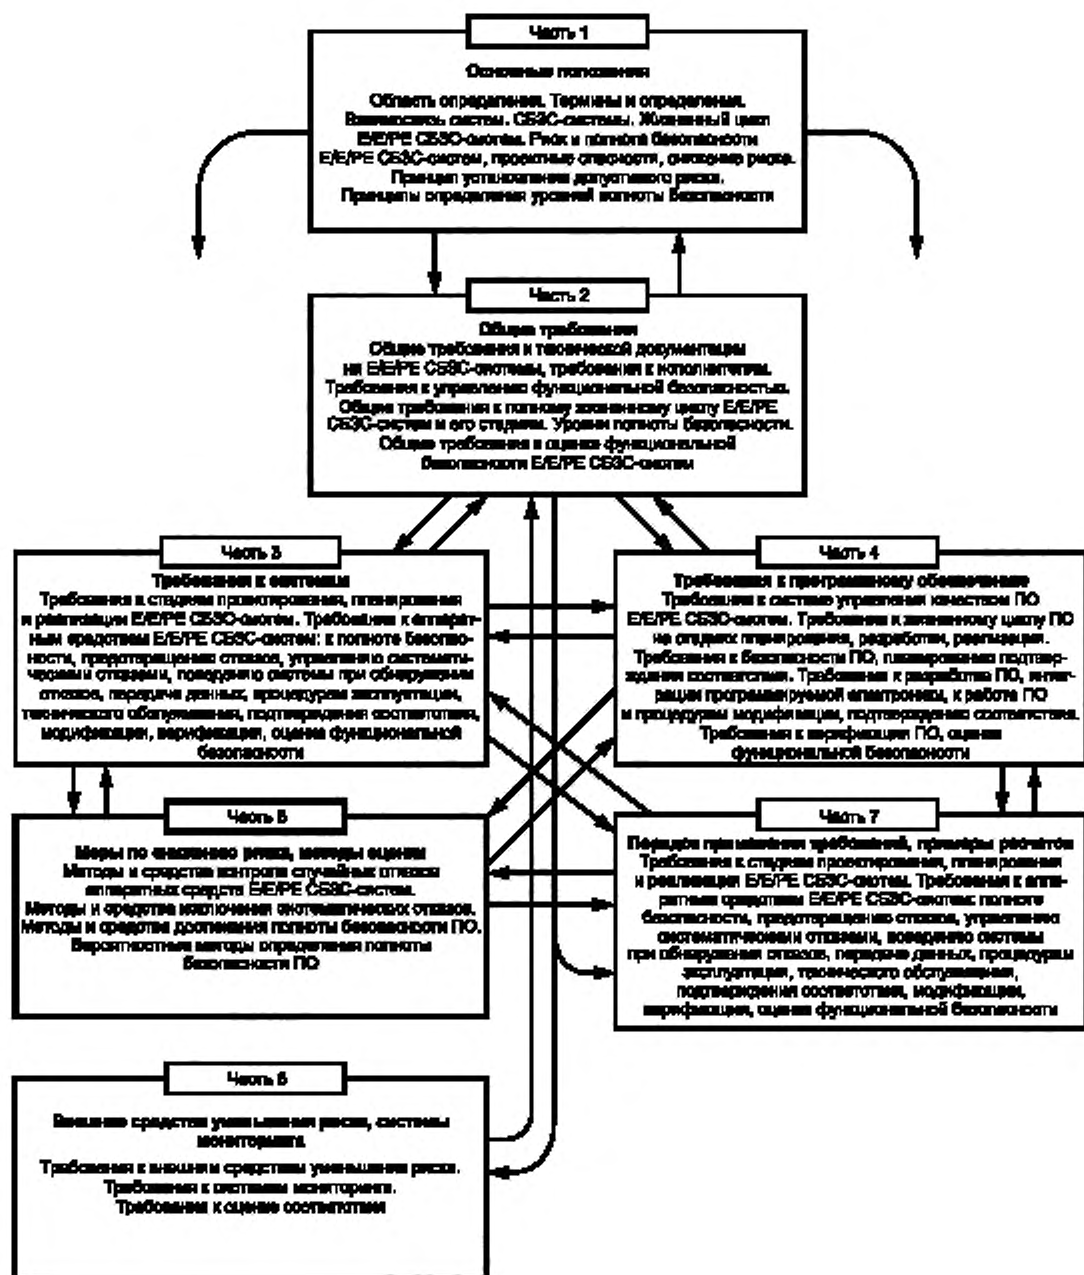 Часть 1
Основные положения
Область определения. Термины и определения.
Взаимосвязь систем. СБЗС-системы. Жизненный цикл
E/E/PE СБЗС-систем. Риск и полнота безопасности
E/E/PE СБЗС-систем, проектные опасности, снижение риска.
Принцип установления допустимого риска.
Принципы определения уровней полноты безопасности
Часть 2
Общие требования
Общие требования к технической документации
на E/E/PE СБЗС-системы, требования к исполнителям.
Требования к управлению функциональной безопасностью.
Общие требования к полному жизненному циклу E/E/PE
СБЗС-систем и его стадиям. Уровни полноты безопасности.
Общие требования к оценке функциональной
безопасности E/E/PE СБЗС-систем
Часть 3
Требования к системам
Требования к стадиям проектирования, планирования
и реализации E/E/PE СБЗС-систем. Требования к аппарат-
ным средствам E/E/PE СБЗС-систем: к полноте безопас-
ности, предотвращению отказов, управлению системати-
ческими отказами, поведению системы при обнаружении
отказов, передаче данных, процедурам эксплуатации,
технического обслуживания, подтверждения соответствия,
модификации, верификации, оценке функциональной
безопасности
Часть 4
Требования к программному обеспечению
Требования к системе управления качеством ПО
E/E/PE СБЗС-систем. Требования к жизненному циклу ПО
на стадиях планирования, разработки, реализации.
Требования к безопасности ПО, планированию подтверж-
дения соответствия. Требования к разработке ПО, интег-
рации программируемой электроники, к работе ПО
и процедурам модификации, подтверждению соответствия.
Требования к верификации ПО, оценке
функциональной безопасности
Часть 5
Меры по снижению риска, методы оценки
Методы и средства контроля случайных отказов
аппаратных средств E/E/PE СБЗС-систем.
Методы и средства исключения систематических отказов.
Методы и средства достижения полноты безопасности ПО.
Вероятностные методы определения полноты
безопасности ПО
Часть 7
Порядок применения требований, примеры расчетов
Требования к стадиям проектирования, планирования
и реализации E/E/PE СБЗС-систем. Требования к аппа-
ратным средствам E/E/PE СБЗС-систем: полноте
безопасности, предотвращению отказов, управлению
систематическими отказами, поведению системы
при обнаружении отказов, передаче данных, процедурам
эксплуатации, технического обслуживания,
подтверждения соответствия, модификации,
верификации, оценке функциональной безопасности
Часть 6
Внешние средства уменьшения риска, системы
мониторинга
Требования к внешним средствам уменьшения риска.
Требования к системам мониторинга.
Требования к оценке соответствия